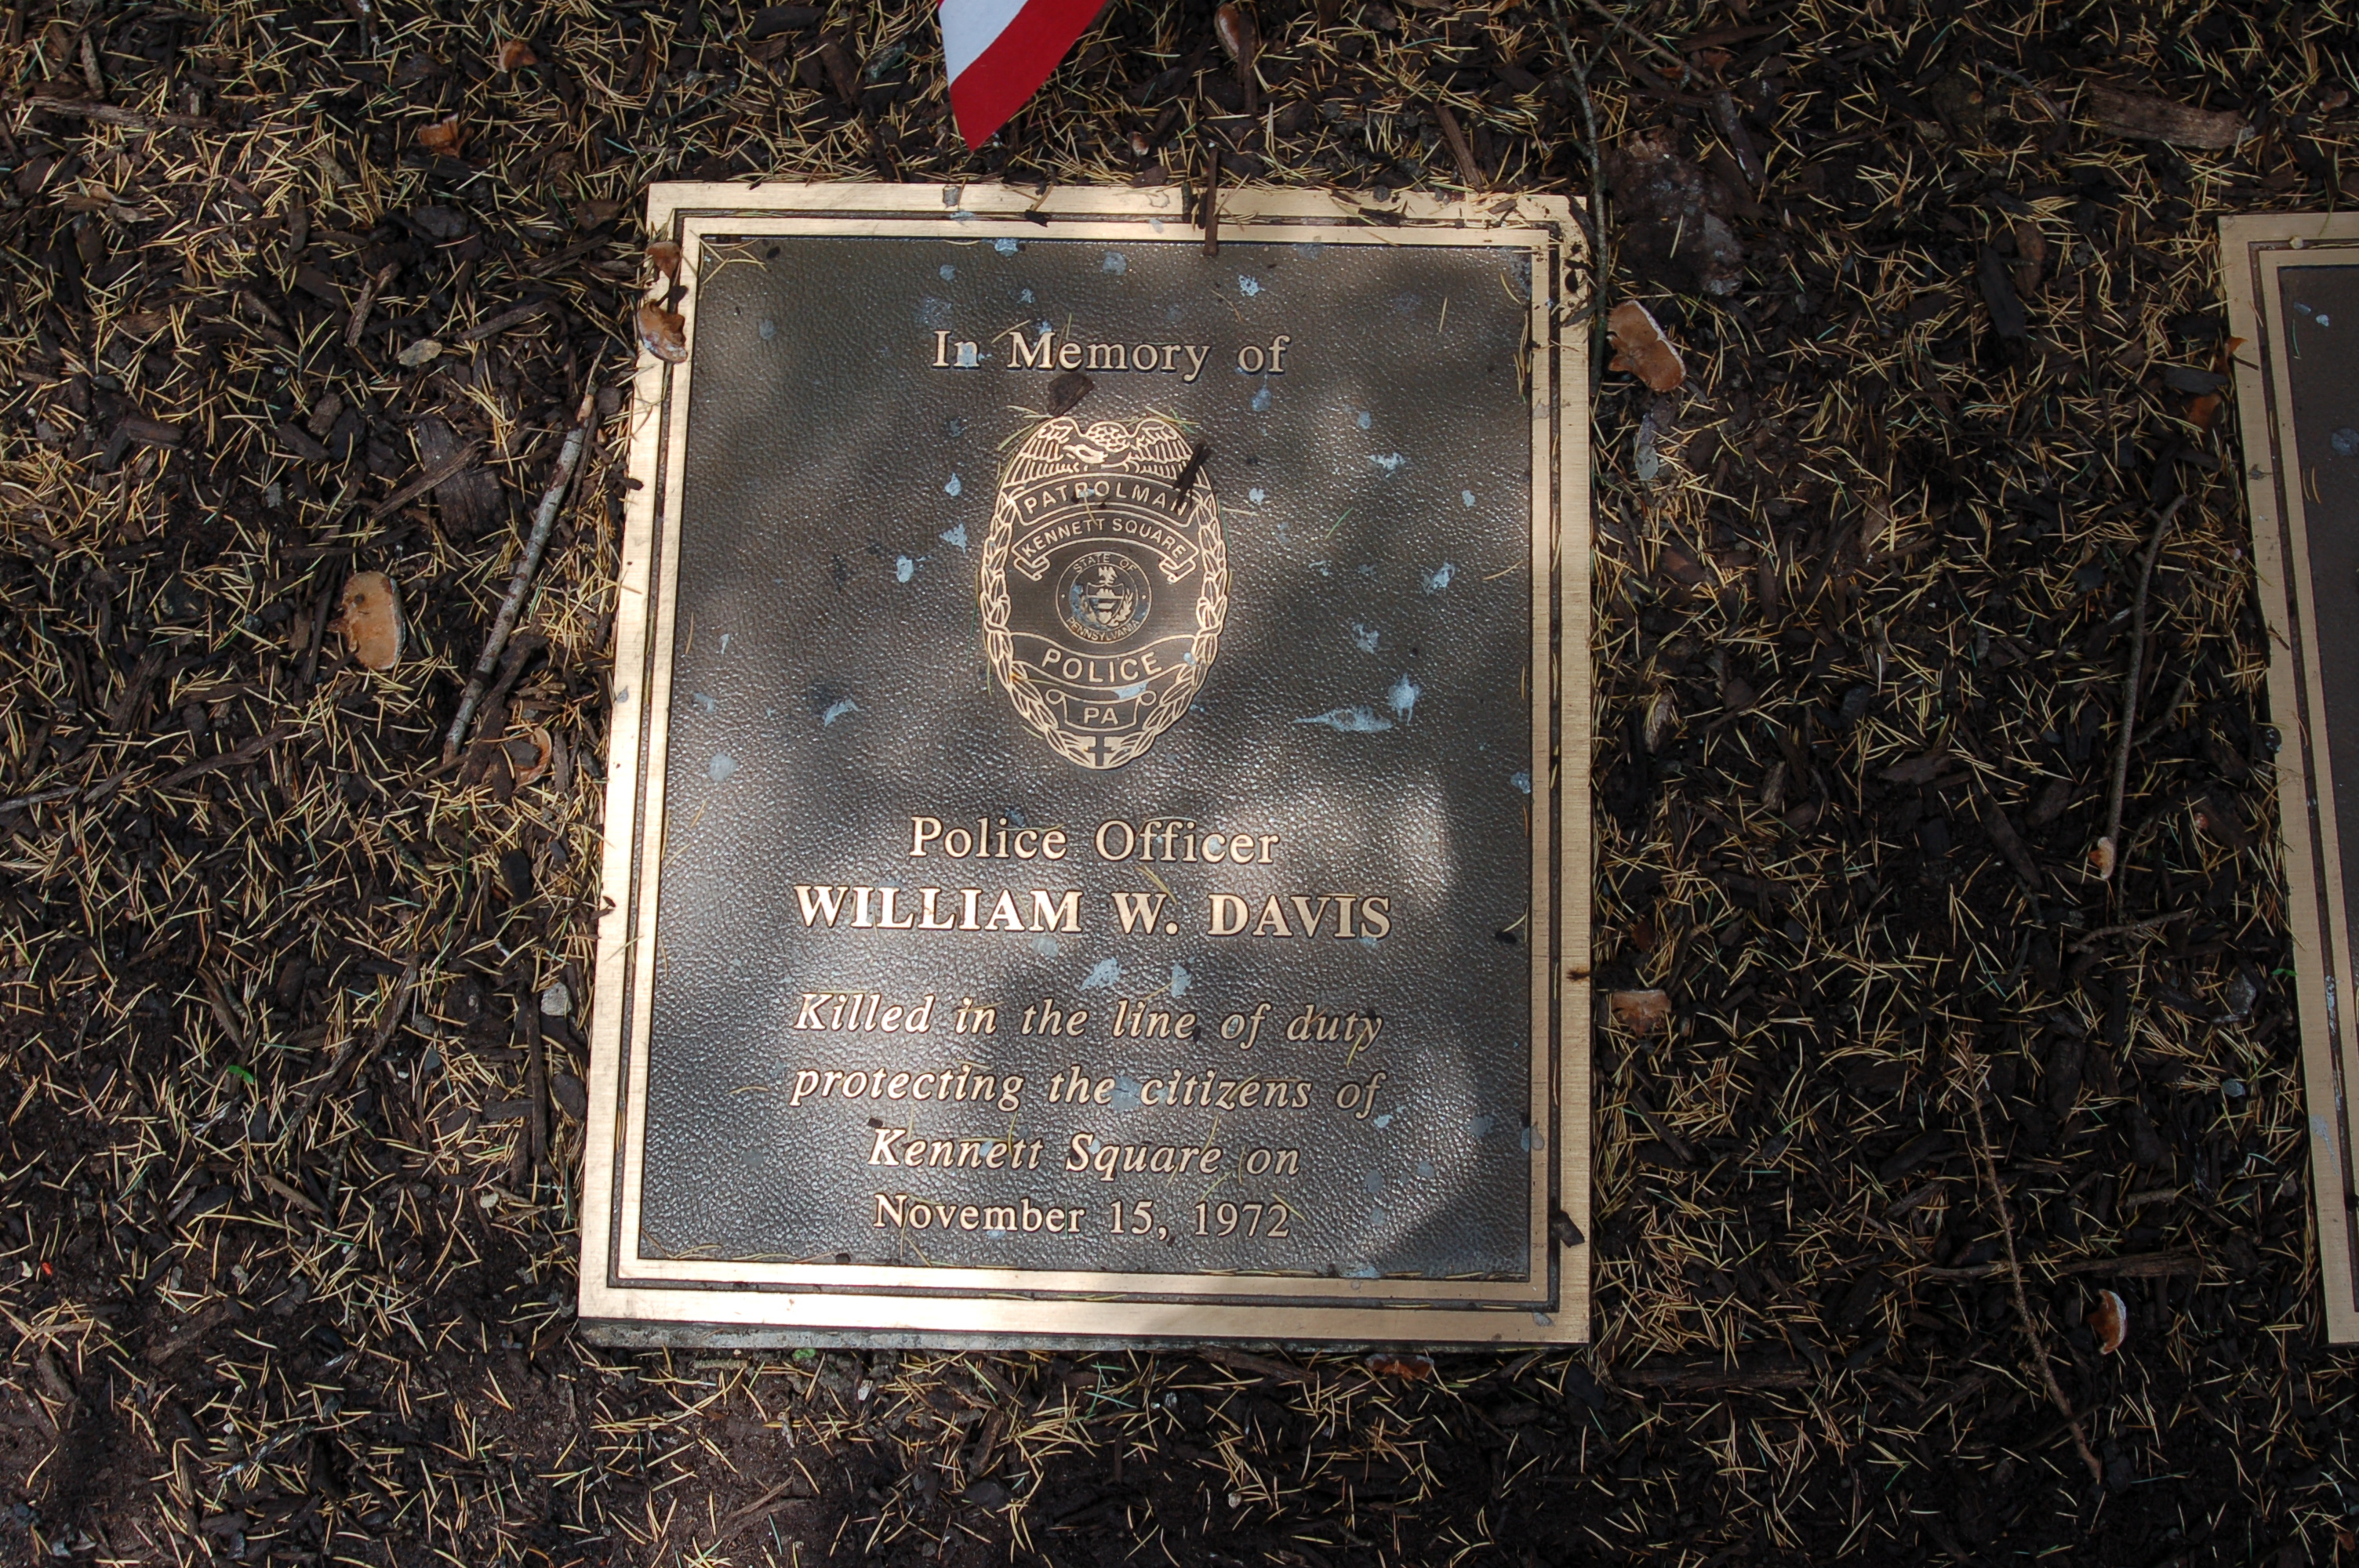 In Memory of
PATROLMAN
KENNETT SQUARE
STATE OF
PENNSYLVANIA
POLICE
PA
Police Officer
WILLIAM W. DAVIS
Killed in the line of duty
protecting the citizens of
Kennett Square on
November 15, 1972